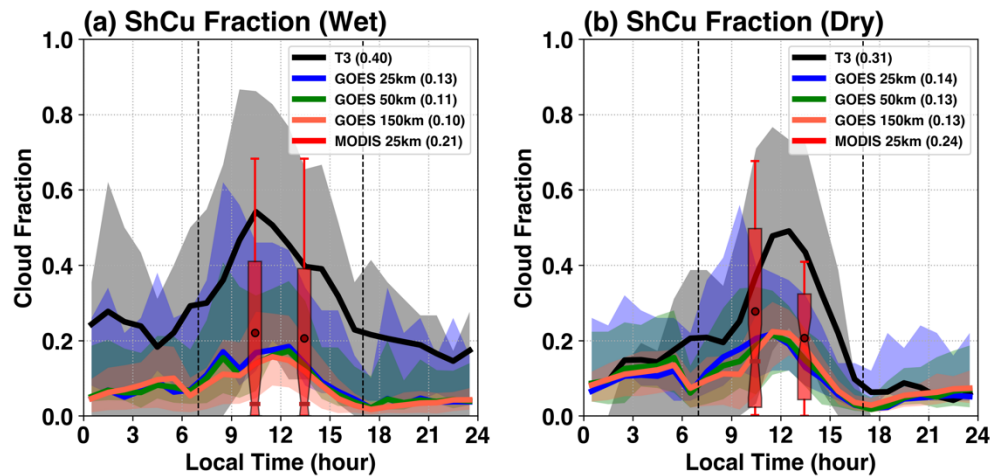 (a) ShCu Fraction (Wet)
1.0
0.8
0.6
0.4
0.2
0.0
Cloud Fraction
0 3 6 9 12 15 18 21 24
Local Time (hour)
T3 (0.40)
GOES 25km (0.13)
GOES 50km (0.11)
GOES 150km (0.10)
MODIS 25km (0.21)
(b) ShCu Fraction (Dry)
1.0
0.8
0.6
0.4
0.2
0.0
Cloud Fraction
0 3 6 9 12 15 18 21 24
Local Time (hour)
T3 (0.31)
GOES 25km (0.14)
GOES 50km (0.13)
GOES 150km (0.13)
MODIS 25km (0.24)